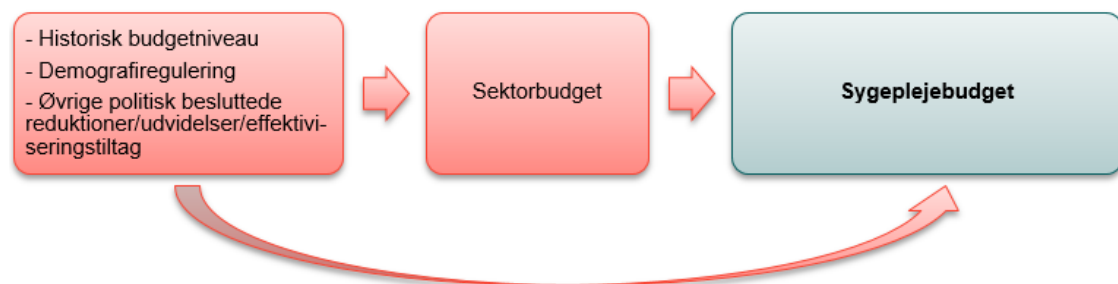 - Historisk budgetniveau
- Demografiregulering
- Øvrige politisk besluttede
reduktioner/udvidelser/effektivi-
seringstiltag
Sektorbudget
Sygeplejebudget